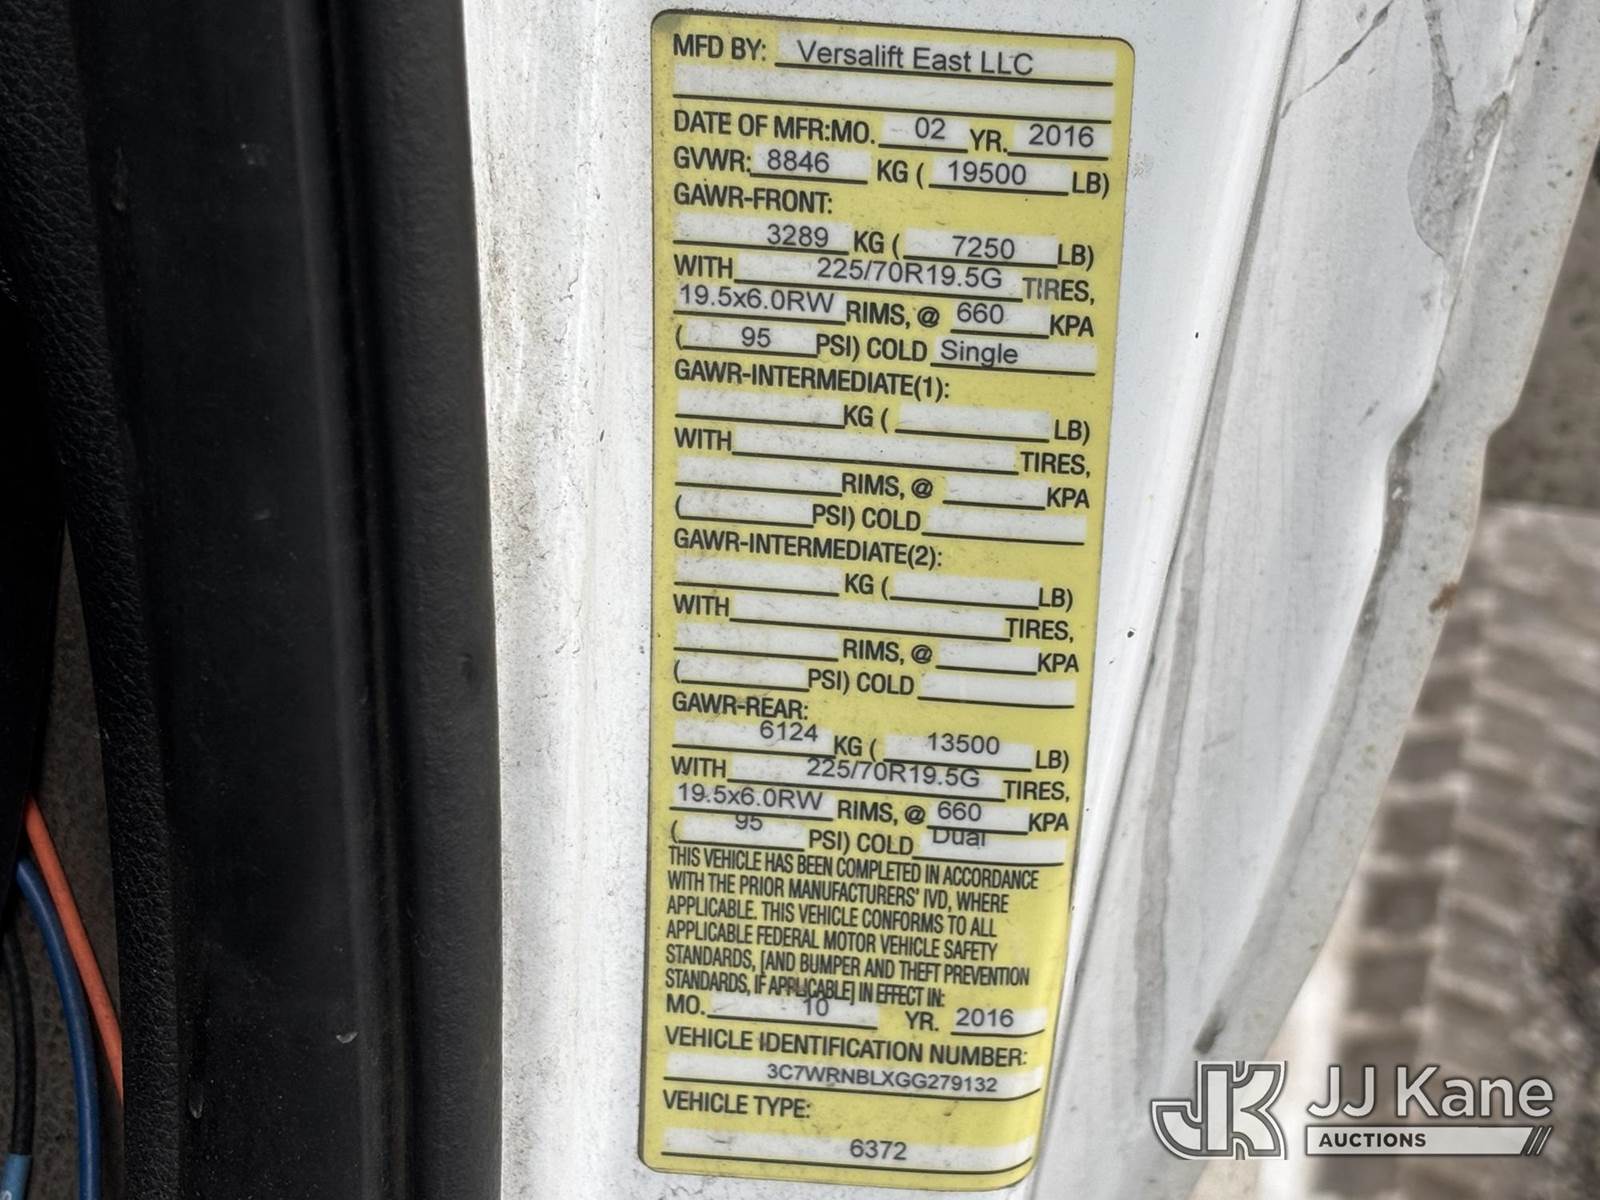 MFD BY: Versalift East LLC
DATE OF MFR:MO. 02 YR. 2016
GVWR: 8846 KG ( 19500 LB)
GAWR-FRONT:
3289 KG ( 7250 LB)
WITH 225/70R19.5G TIRES,
19.5x6.0RW RIMS, @ 660 KPA
( 95 PSI) COLD Single
GAWR-INTERMEDIATE(1):
KG ( LB)
WITH TIRES,
RIMS, @ KPA
( PSI) COLD
GAWR-INTERMEDIATE(2):
KG ( LB)
WITH TIRES,
RIMS, @ KPA
( PSI) COLD
GAWR-REAR:
6124 KG ( 13500 LB)
WITH 225/70R19.5G TIRES,
19.5x6.0RW RIMS, @ 660 KPA
( 95 PSI) COLD Dual
THIS VEHICLE HAS BEEN COMPLETED IN ACCORDANCE
WITH THE PRIOR MANUFACTURERS' IVD, WHERE
APPLICABLE. THIS VEHICLE CONFORMS TO ALL
APPLICABLE FEDERAL MOTOR VEHICLE SAFETY
STANDARDS, [AND BUMPER AND THEFT PREVENTION
STANDARDS, IF APPLICABLE] IN EFFECT IN:
MO. 10 YR. 2016
VEHICLE IDENTIFICATION NUMBER:
3C7WRNBLXGG279132
VEHICLE TYPE:
6372
JK JJ Kane
AUCTIONS